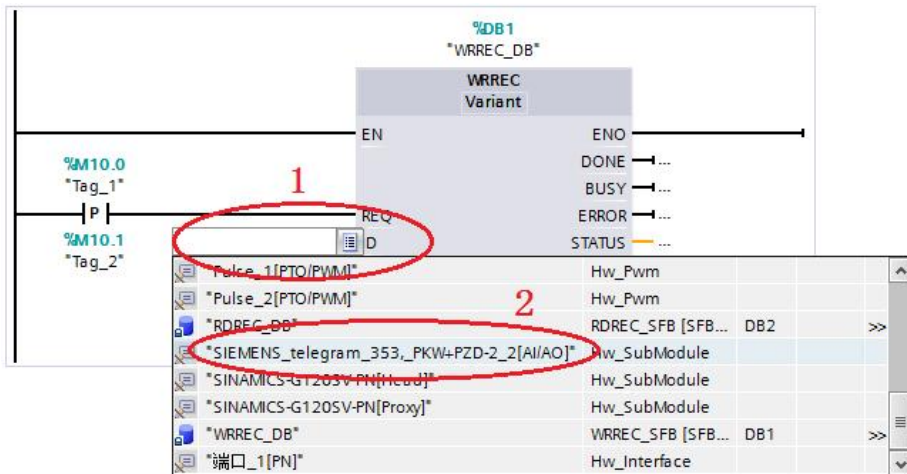 %DB1
"WRREC_DB"
WRREC
Variant
EN ENO
%M10.0
"Tag_1"
DONE ...
BUSY ...
1
P
REQ ERROR ...
%M10.1
"Tag_2"
D STATUS ...
"Pulse_1[PTO/PWM]" Hw_Pwm
"Pulse_2[PTO/PWM]" Hw_Pwm
2
"RDREC_DB" RDREC_SFB [SFB... DB2 >>
"SIEMENS_telegram_353,_PKW+PZD-2_2[AI/AO]" Hw_SubModule
"SINAMICS-G120SV-PN[Head]" Hw_SubModule
"SINAMICS-G120SV-PN[Proxy]" Hw_SubModule
"WRREC_DB" WRREC_SFB [SFB... DB1 >>
"端口_1[PN]" Hw_Interface